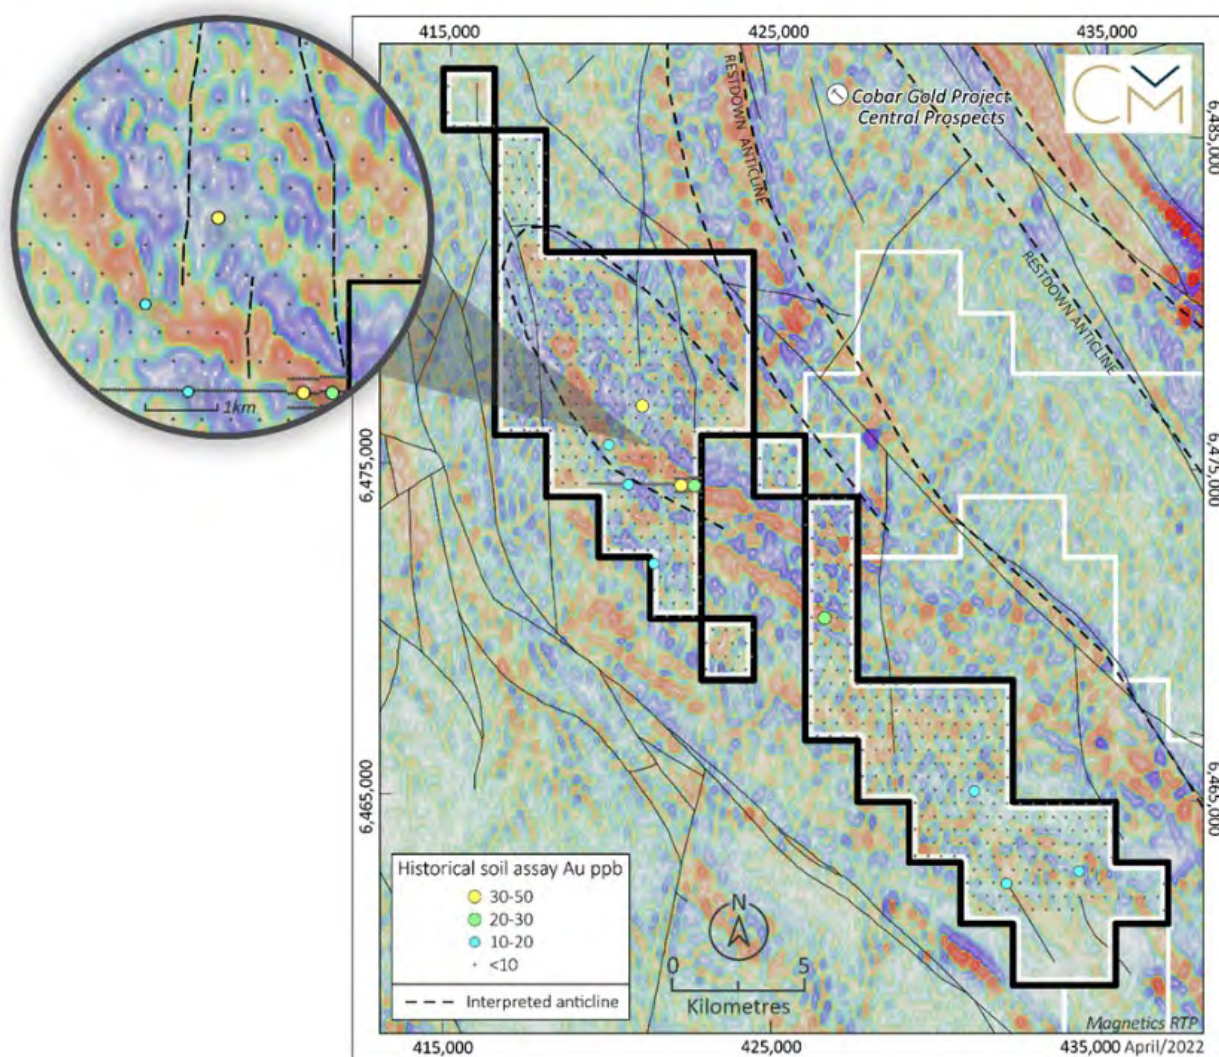 415,000
425,000
435,000
CMM
Cobar Gold Project
Central Prospects
RESTDOWN ANTICLINE
RESTDOWN ANTICLINE
6,485,000
6,475,000
6,475,000
6,465,000
6,465,000
1km
Historical soil assay Au ppb
30-50
20-30
10-20
<10
Interpreted anticline
N
0 5
Kilometres
Magnetics RTP
415,000
425,000
435,000 April/2022